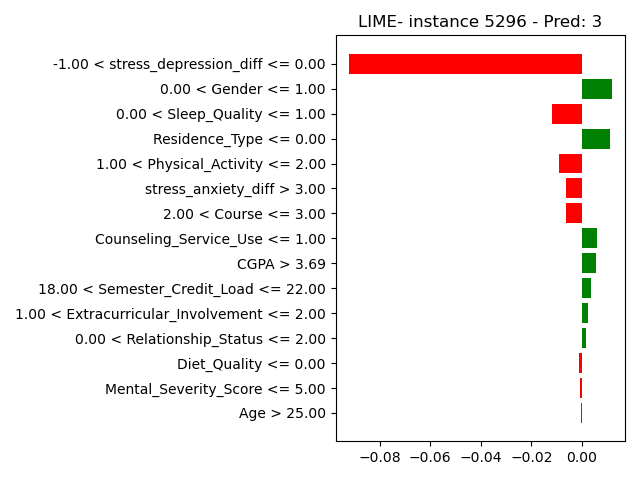 LIME- instance 5296 - Pred: 3
-1.00 < stress_depression_diff <= 0.00
0.00 < Gender <= 1.00
0.00 < Sleep_Quality <= 1.00
Residence_Type <= 0.00
1.00 < Physical_Activity <= 2.00
stress_anxiety_diff > 3.00
2.00 < Course <= 3.00
Counseling_Service_Use <= 1.00
CGPA > 3.69
18.00 < Semester_Credit_Load <= 22.00
1.00 < Extracurricular_Involvement <= 2.00
0.00 < Relationship_Status <= 2.00
Diet_Quality <= 0.00
Mental_Severity_Score <= 5.00
Age > 25.00
−0.08 −0.06 −0.04 −0.02 0.00